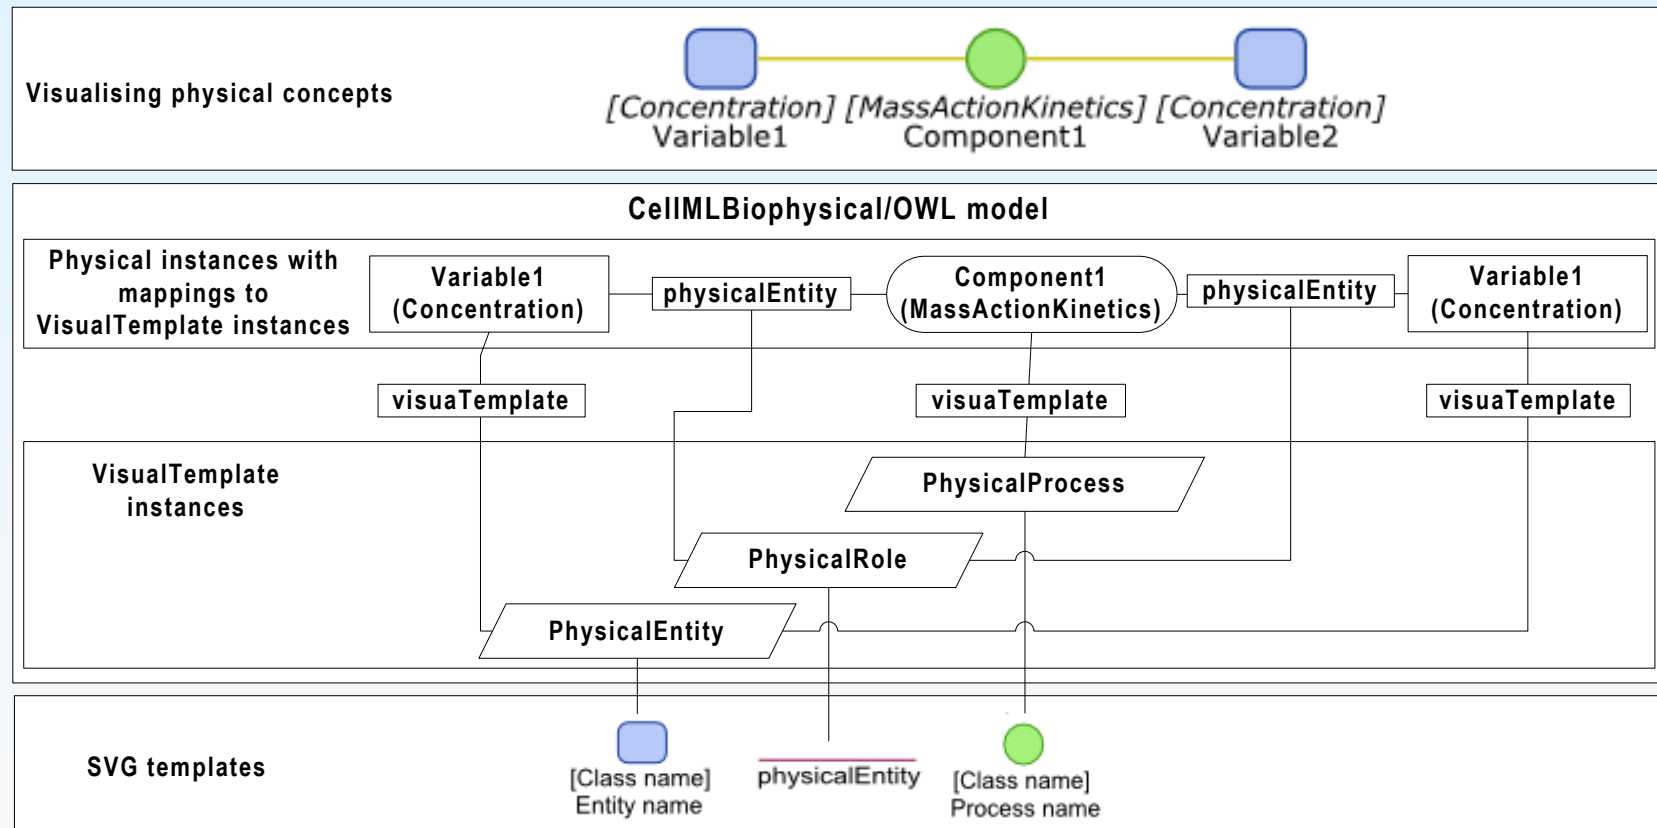 Visualising physical concepts
[Concentration] [MassActionKinetics] [Concentration]
Variable1 Component1 Variable2
CellMLBiophysical/OWL model
Physical instances with
mappings to
VisualTemplate instances
Variable1
(Concentration)
physicalEntity
Component1
(MassActionKinetics)
physicalEntity
Variable1
(Concentration)
visuaTemplate
visuaTemplate
visuaTemplate
VisualTemplate
instances
PhysicalProcess
PhysicalRole
PhysicalEntity
SVG templates
[Class name]
Entity name
physicalEntity
[Class name]
Process name